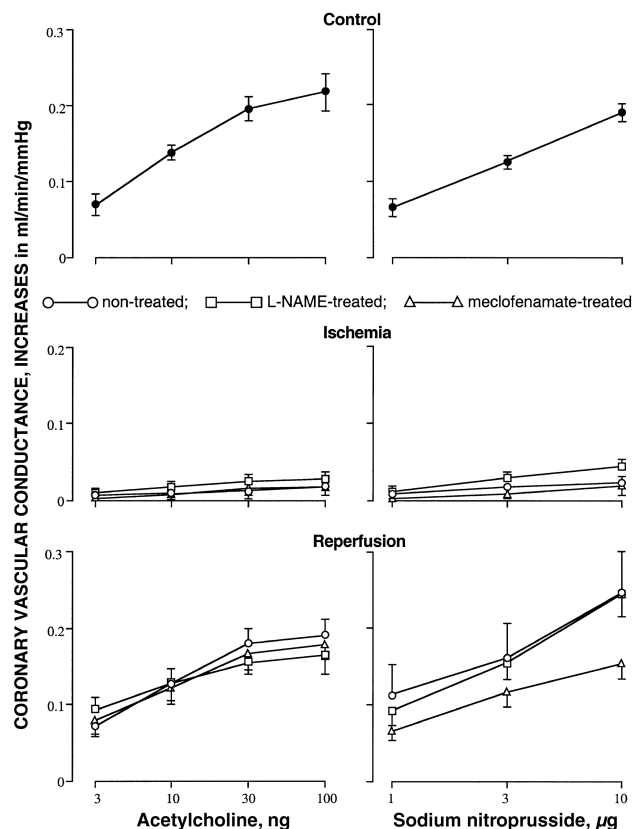 Control
0.3
0.2
0.1
0
CORONARY VASCULAR CONDUCTANCE, INCREASES in ml/min/mmHg
non-treated; L-NAME-treated; meclofenamate-treated
Ischemia
0.2
0.1
0
Reperfusion
0.3
0.2
0.1
0
3 10 30 100 1 3 10
Acetylcholine, ng Sodium nitroprusside, µg